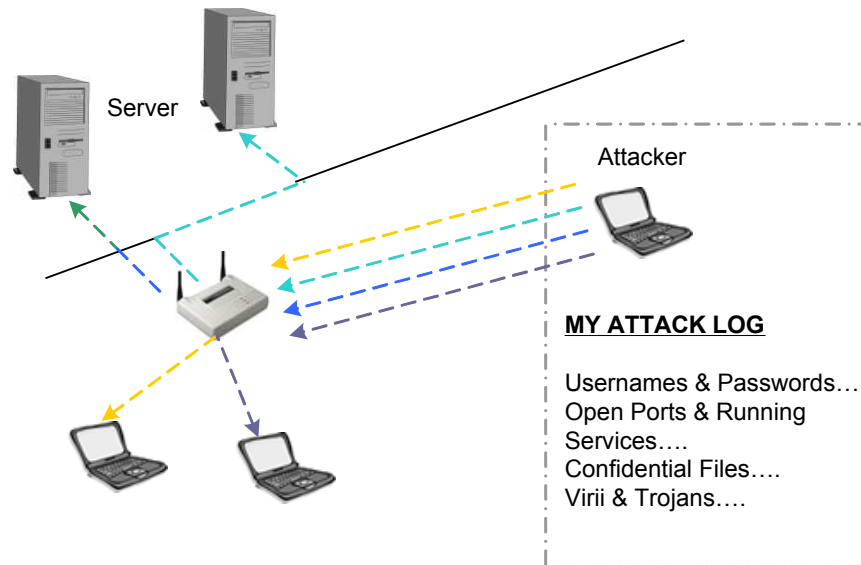 Server
Attacker
MY ATTACK LOG
Usernames & Passwords….
Open Ports & Running
Services….
Confidential Files….
Virii & Trojans….